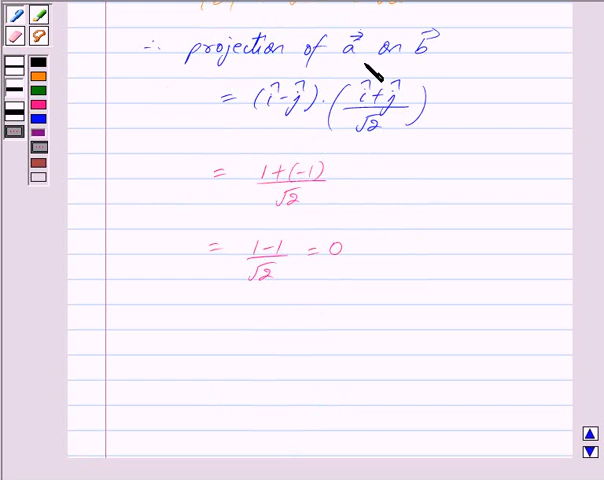 ∴ projection of a⃗ on b⃗
= (î-ĵ)·(î+ĵ/√2)
= 1+(-1)/√2
= 1-1/√2 = 0